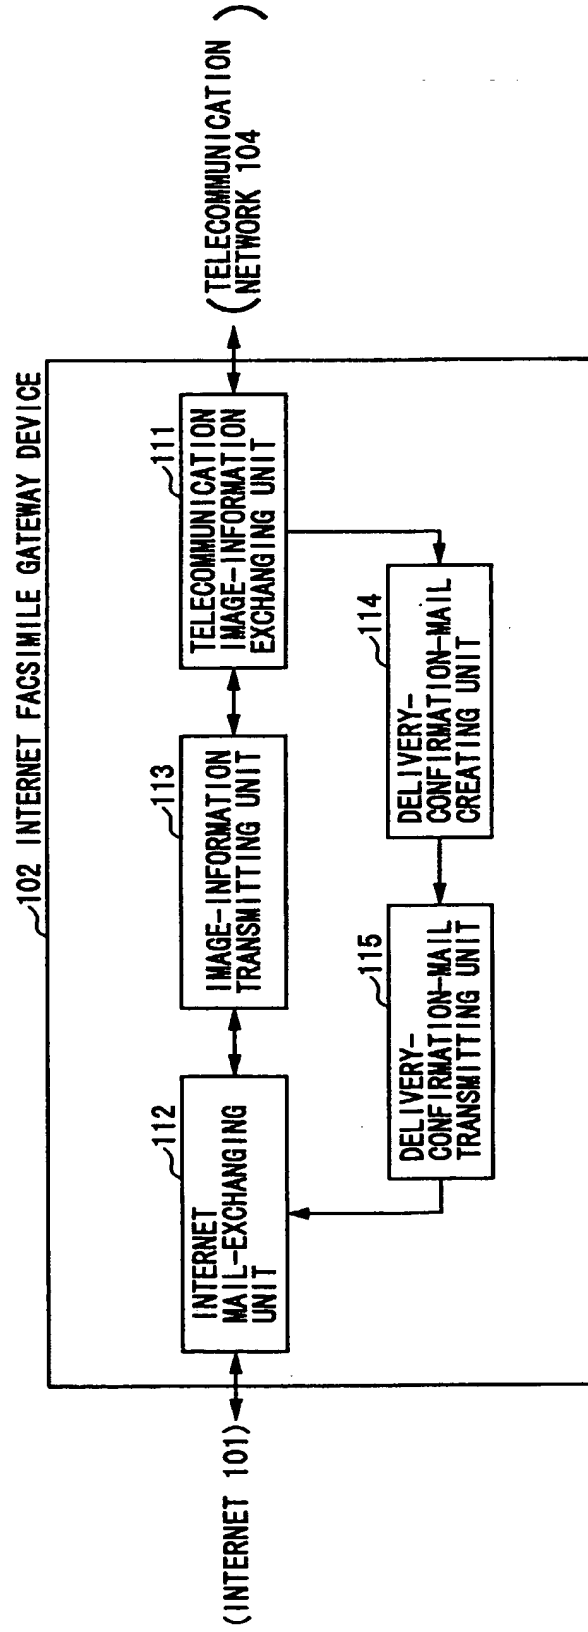 102 INTERNET FACSIMILE GATEWAY DEVICE
(INTERNET 101)
112
INTERNET
MAIL-EXCHANGING
UNIT
113
IMAGE-INFORMATION
TRANSMITTING UNIT
111
TELECOMMUNICATION
IMAGE-INFORMATION
EXCHANGING UNIT
(TELECOMMUNICATION
NETWORK 104)
115
DELIVERY-
CONFIRMATION-MAIL
TRANSMITTING UNIT
114
DELIVERY-
CONFIRMATION-MAIL
CREATING UNIT